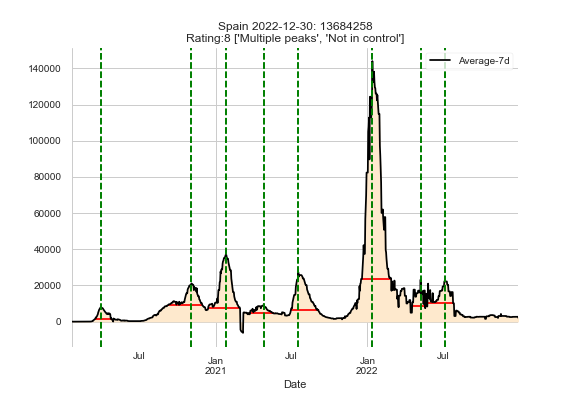 Spain 2022-12-30: 13684258
Rating:8 ['Multiple peaks', 'Not in control']
Average-7d
140000
120000
100000
80000
60000
40000
20000
0
Jul
Jan
2021
Jul
Jan
2022
Jul
Date